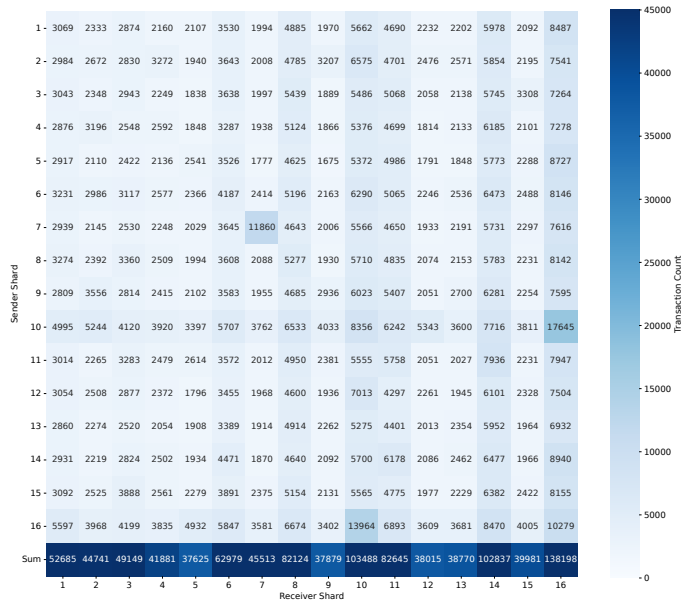 1 3069 2333 2874 2160 2107 3530 1994 4885 1970 5662 4690 2232 2202 5978 2092 8487
2 2984 2672 2830 3272 1940 3643 2008 4785 3207 6575 4701 2476 2571 5854 2195 7541
3 3043 2348 2943 2249 1838 3638 1997 5439 1889 5486 5068 2058 2138 5745 3308 7264
4 2876 3196 2548 2592 1848 3287 1938 5124 1866 5376 4699 1814 2133 6185 2101 7278
5 2917 2110 2422 2136 2541 3526 1777 4625 1675 5372 4986 1791 1848 5773 2288 8727
6 3231 2986 3117 2577 2366 4187 2414 5196 2163 6290 5065 2246 2536 6473 2488 8146
7 2939 2145 2530 2248 2029 3645 11860 4643 2006 5566 4650 1933 2191 5731 2297 7616
8 3274 2392 3360 2509 1994 3608 2088 5277 1930 5710 4835 2074 2153 5783 2231 8142
9 2809 3556 2814 2415 2102 3583 1955 4685 2936 6023 5407 2051 2700 6281 2254 7595
10 4995 5244 4120 3920 3397 5707 3762 6533 4033 8356 6242 5343 3600 7716 3811 17645
11 3014 2265 3283 2479 2614 3572 2012 4950 2381 5555 5758 2051 2027 7936 2231 7947
12 3054 2508 2877 2372 1796 3455 1968 4600 1936 7013 4297 2261 1945 6101 2328 7504
13 2860 2274 2520 2054 1908 3389 1914 4914 2262 5275 4401 2013 2354 5952 1964 6932
14 2931 2219 2824 2502 1934 4471 1870 4640 2092 5700 6178 2086 2462 6477 1966 8940
15 3092 2525 3888 2561 2279 3891 2375 5154 2131 5565 4775 1977 2229 6382 2422 8155
16 5597 3968 4199 3835 4932 5847 3581 6674 3402 13964 6893 3609 3681 8470 4005 10279
Sum 52685 44741 49149 41881 37625 62979 45513 82124 37879 103488 82645 38015 38770 102837 39981 138198
1 2 3 4 5 6 7 8 9 10 11 12 13 14 15 16
Receiver Shard
Sender Shard
45000
40000
35000
30000
25000
20000
15000
10000
5000
0
Transaction Count